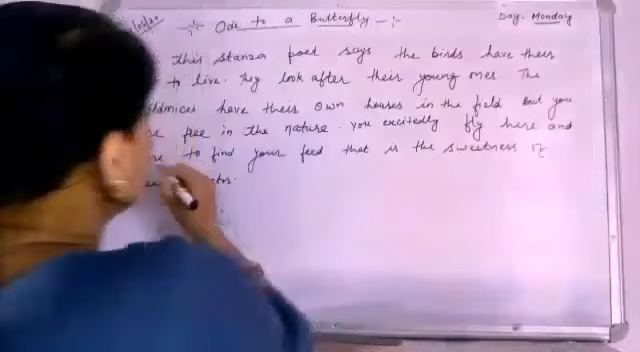 Ode to a Butterfly Day. Monday
This Stanza poet says the birds have their
to live. They look after their young ones. The
have their own houses in the field But you
free in the nature. You excitedly fly here and
to find your feed that is the sweetness of